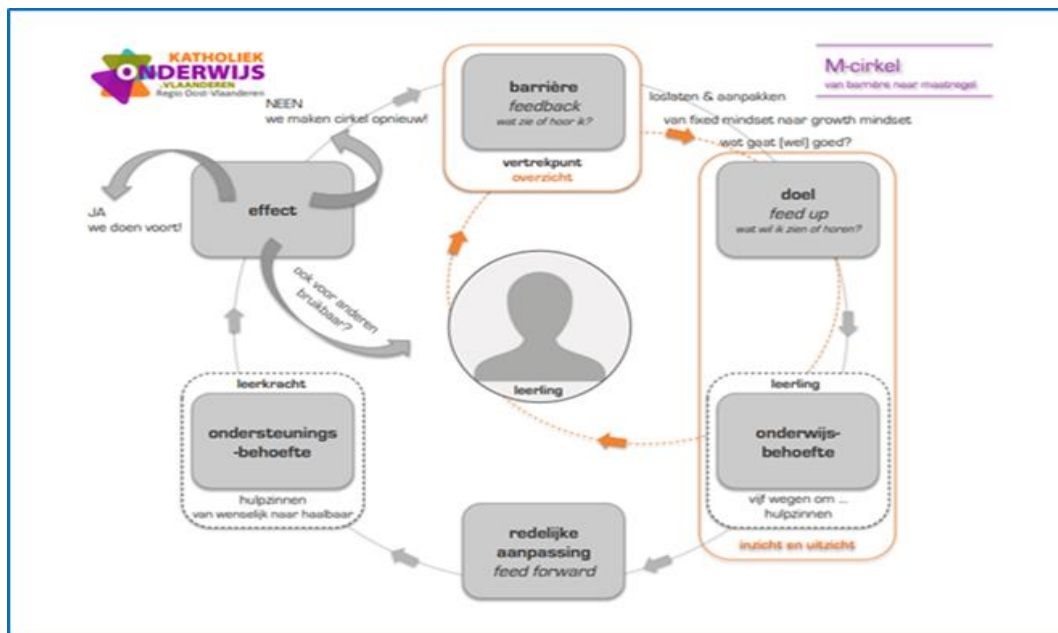 KATHOLIEK
ONDERWIJS
VLAANDEREN
Regio Oost-Vlaanderen
M-cirkel
van barrière naar maatregel
barrière
feedback
wat zie of hoor ik?
vertrekpunt
overzicht
loslaten & aanpakken
van fixed mindset naar growth mindset
wat gaat [wel] goed?
doel
feed up
wat wil ik zien of horen?
leerling
onderwijs-
behoefte
vijf wegen om ...
hulpzinnen
inzicht en uitzicht
redelijke
aanpassing
feed forward
leerkracht
ondersteunings
-behoefte
hulpzinnen
van wenselijk naar haalbaar
effect
NEEN
we maken cirkel opnieuw!
JA
we doen voort!
ook voor anderen
bruikbaar?
leerling